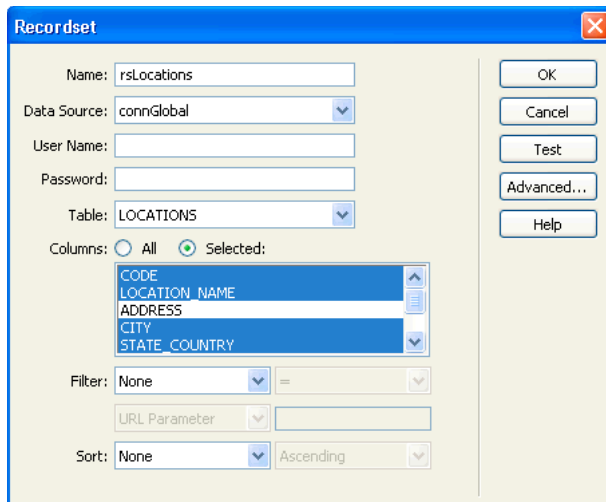 Recordset
Name: rsLocations
OK
Data Source: connGlobal
Cancel
User Name:
Test
Password:
Advanced...
Table: LOCATIONS
Help
Columns: All Selected:
CODE
LOCATION_NAME
ADDRESS
CITY
STATE_COUNTRY
Filter: None =
URL Parameter
Sort: None Ascending